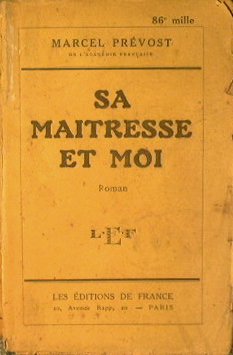 86e mille
MARCEL PRÉVOST
DE L'ACADÉMIE FRANÇAISE
SA
MAITRESSE
ET MOI
Roman
L·E·F
LES ÉDITIONS DE FRANCE
20, Avenue Rapp, 20 — PARIS